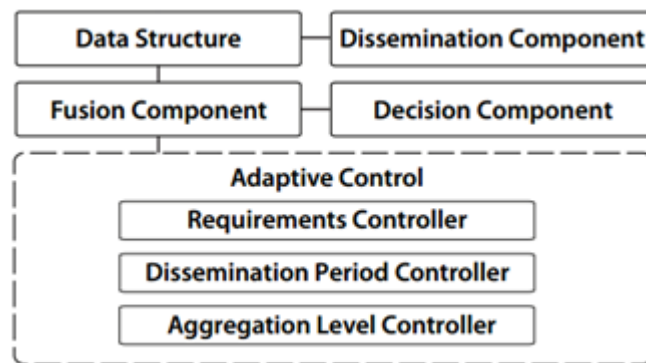 Data Structure
Dissemination Component
Fusion Component
Decision Component
Adaptive Control
Requirements Controller
Dissemination Period Controller
Aggregation Level Controller